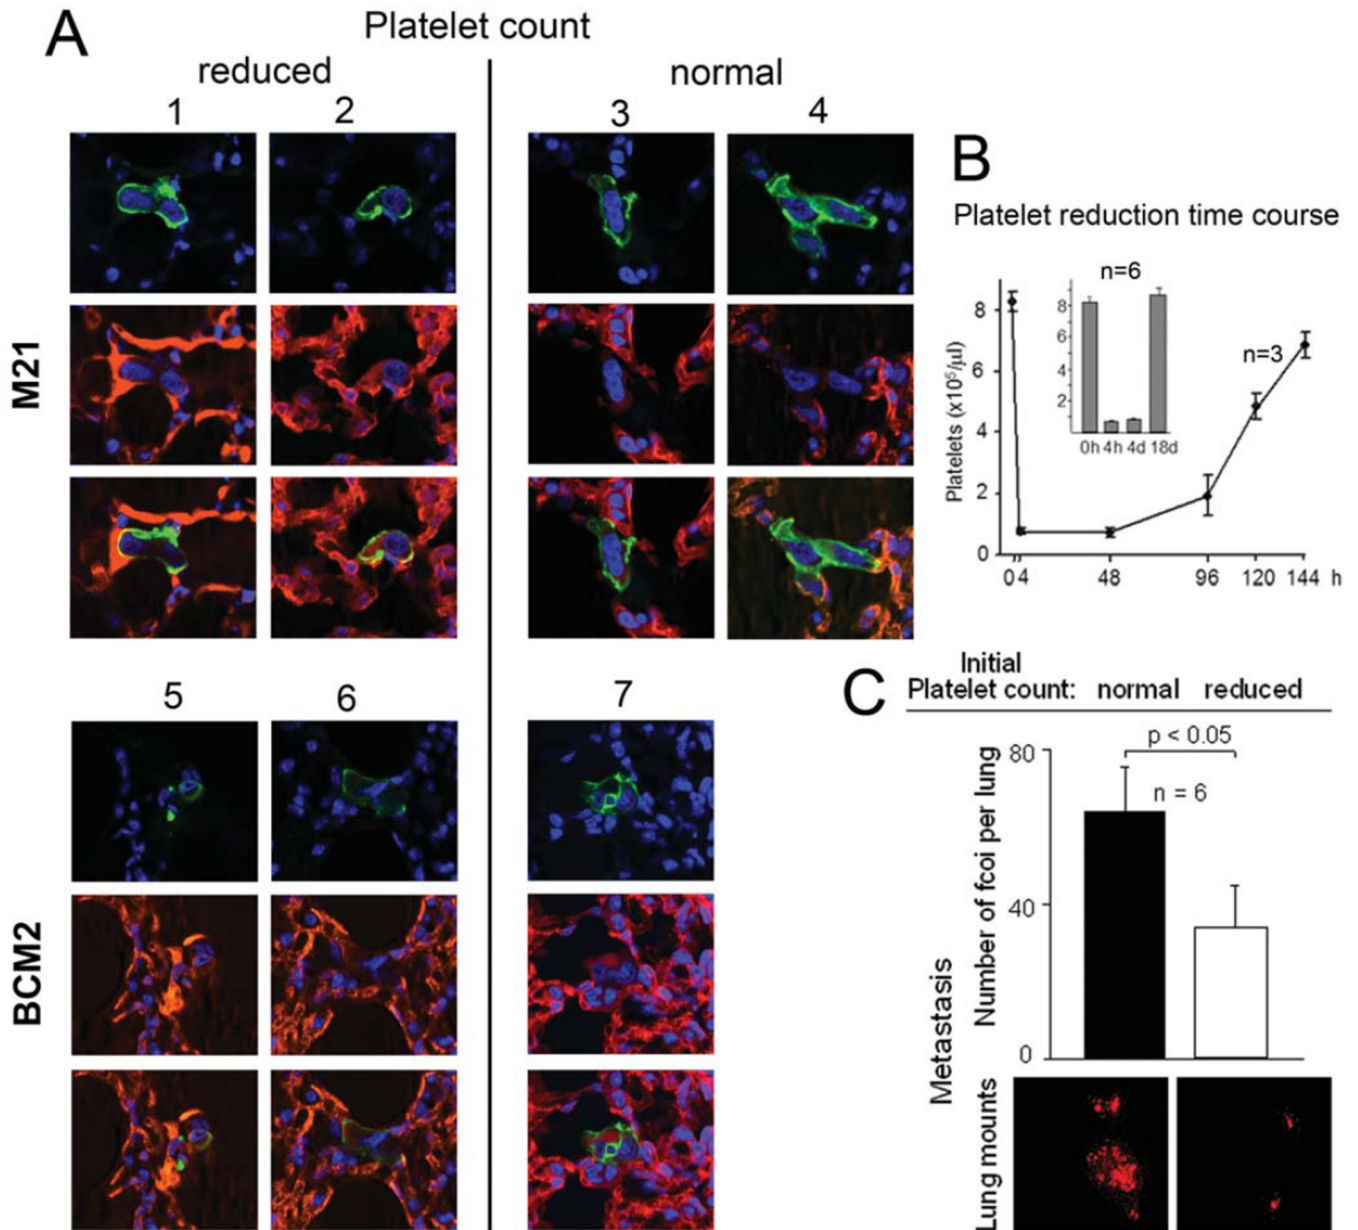 A
Platelet count
reduced
normal
1
2
3
4
M21
5
6
7
BCM2
B
Platelet reduction time course
n=6
8
6
4
2
0h 4h 4d 18d
n=3
Platelets (x10⁵/µl)
8
6
4
2
0
04 48 96 120 144 h
C
Initial
Platelet count: normal reduced
p < 0.05
n = 6
80
40
0
Number of fcoi per lung
Metastasis
Lung mounts